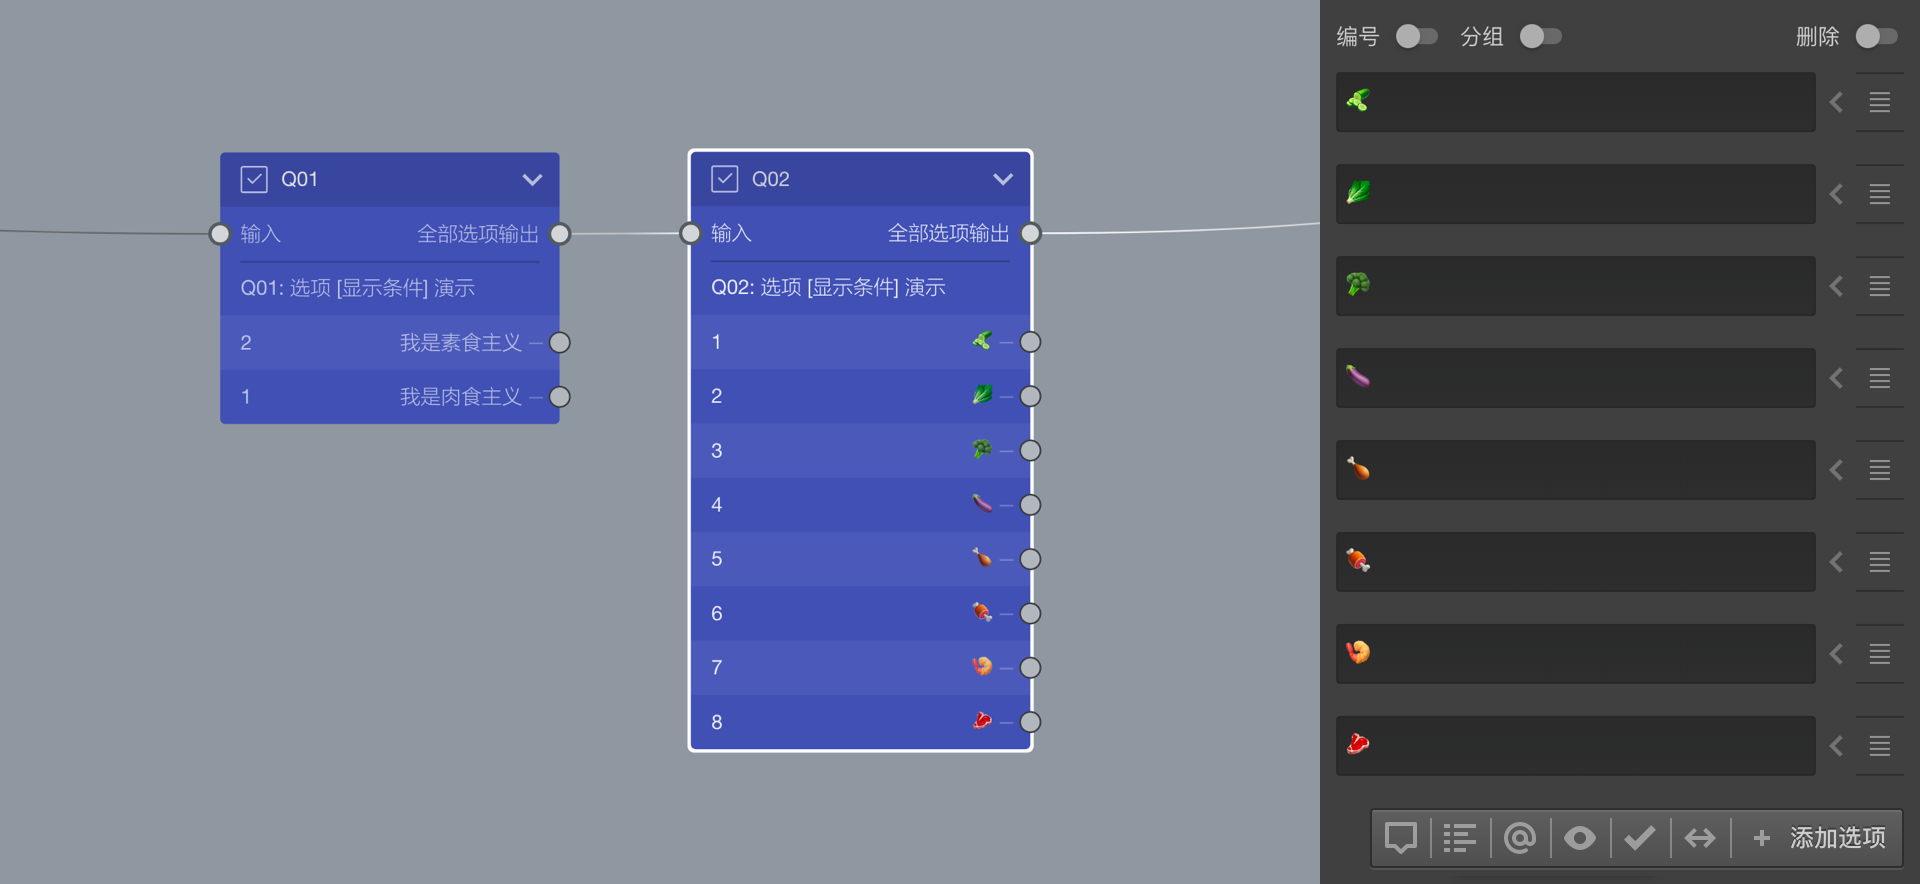 编号 分组 删除
Q01
输入 全部选项输出
Q01: 选项 [显示条件] 演示
2 我是素食主义
1 我是肉食主义
Q02
输入 全部选项输出
Q02: 选项 [显示条件] 演示
1 🥒
2 🥬
3 🥦
4 🍆
5 🍗
6 🍖
7 🍤
8 🥩
+ 添加选项